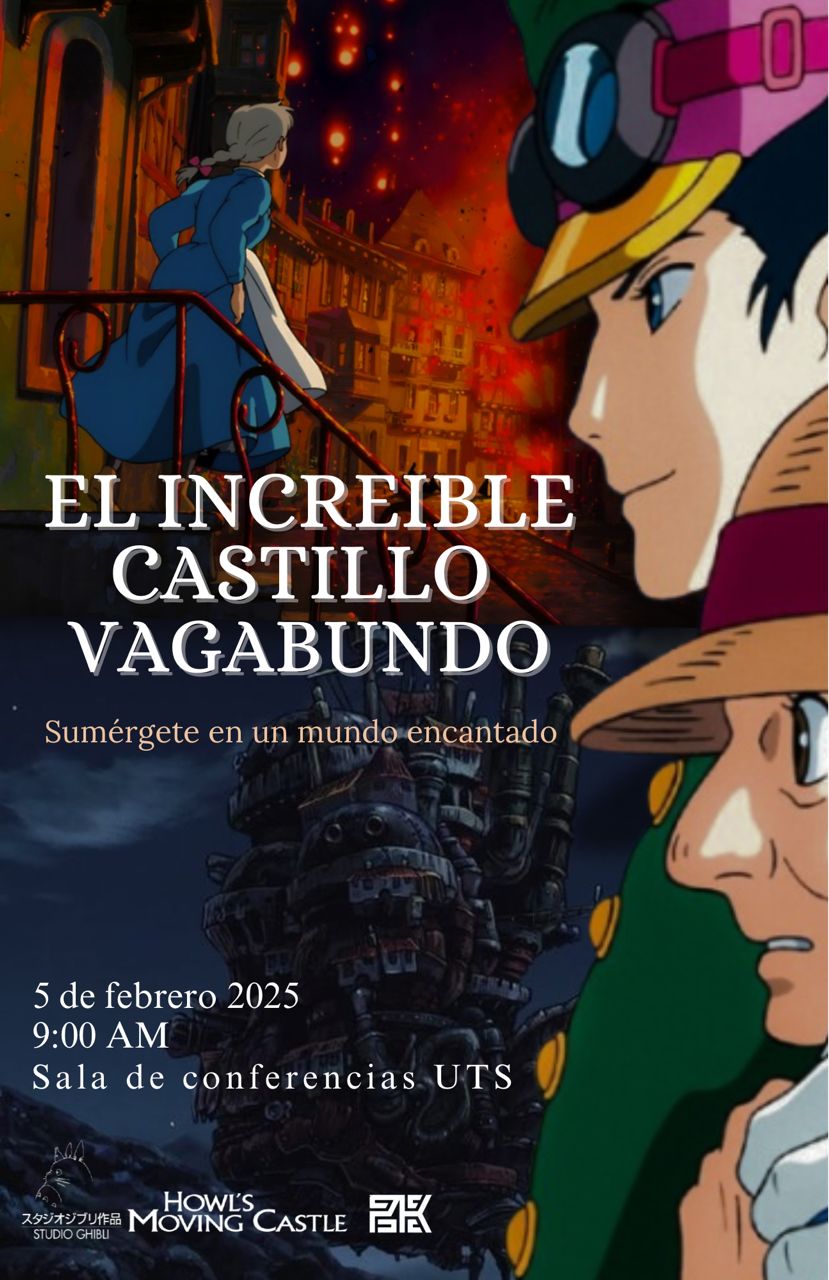 EL INCREIBLE
CASTILLO
VAGABUNDO
Sumérgete en un mundo encantado
5 de febrero 2025
9:00 AM
Sala de conferencias UTS
スタジオジブリ作品
STUDIO GHIBLI
HOWL'S
MOVING CASTLE